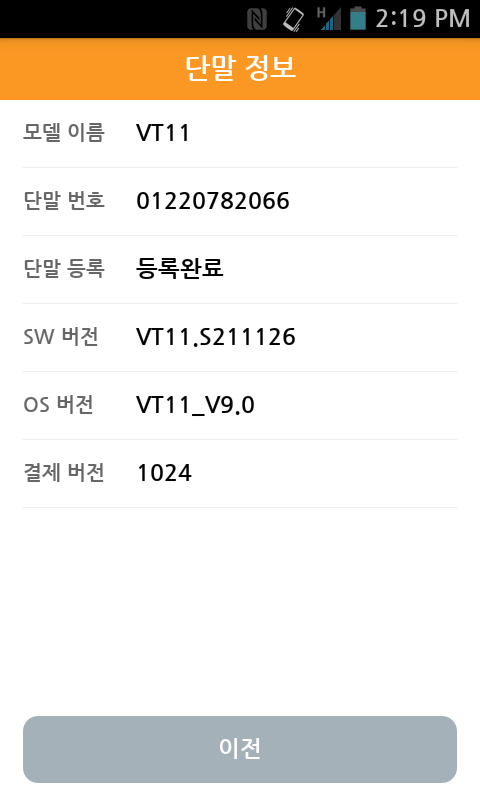 H 2:19 PM
단말 정보
모델 이름 VT11
단말 번호 01220782066
단말 등록 등록완료
SW 버전 VT11.S211126
OS 버전 VT11_V9.0
결제 버전 1024
이전